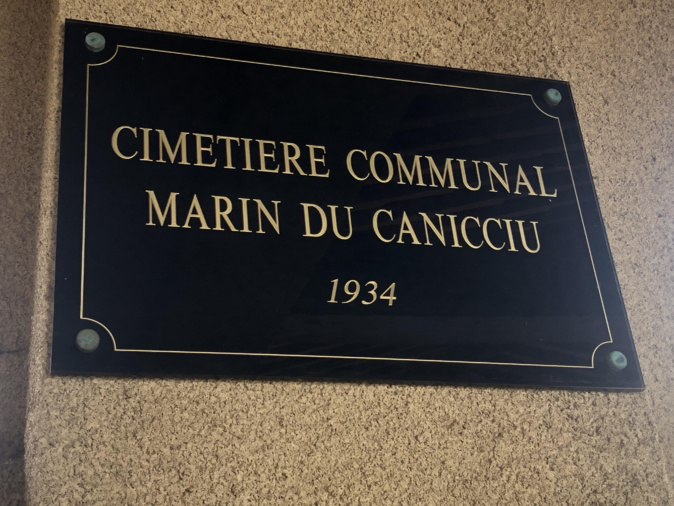 CIMETIERE COMMUNAL
MARIN DU CANICCIU
1934